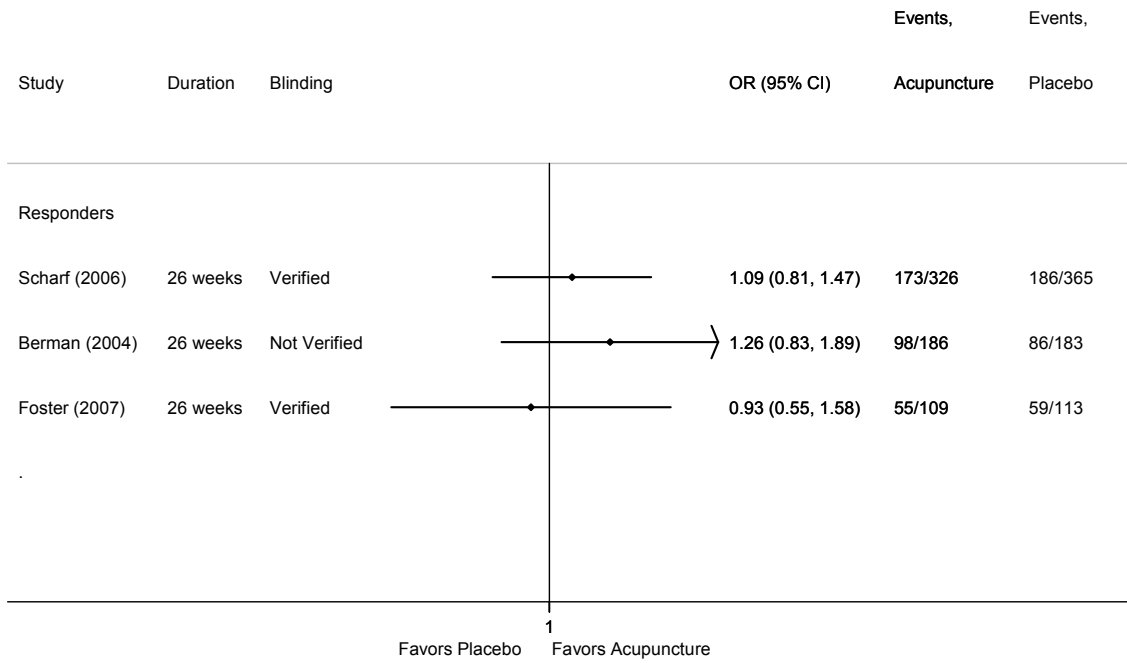 Events, Events,
Study Duration Blinding OR (95% CI) Acupuncture Placebo
Responders
Scharf (2006) 26 weeks Verified 1.09 (0.81, 1.47) 173/326 186/365
Berman (2004) 26 weeks Not Verified 1.26 (0.83, 1.89) 98/186 86/183
Foster (2007) 26 weeks Verified 0.93 (0.55, 1.58) 55/109 59/113
.
1
Favors Placebo Favors Acupuncture